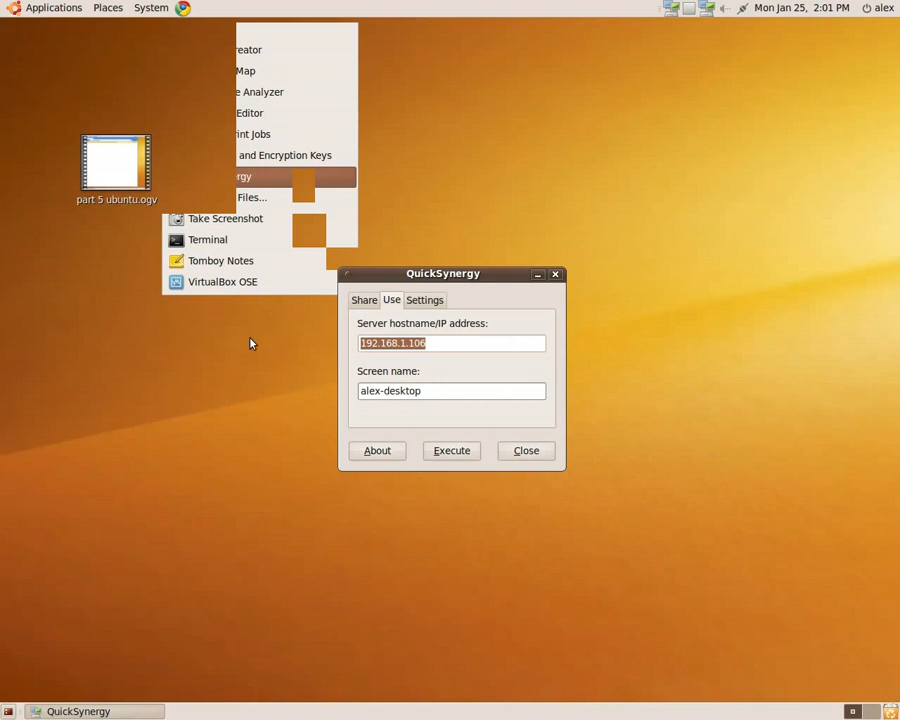 Applications Places System Mon Jan 25, 2:01 PM alex
reator
Map
e Analyzer
Editor
rint Jobs
and Encryption Keys
rgy
Files...
part 5 ubuntu.ogv
Take Screenshot
Terminal
Tomboy Notes
VirtualBox OSE
QuickSynergy
Share Use Settings
Server hostname/IP address:
192.168.1.106
Screen name:
alex-desktop
About Execute Close
QuickSynergy